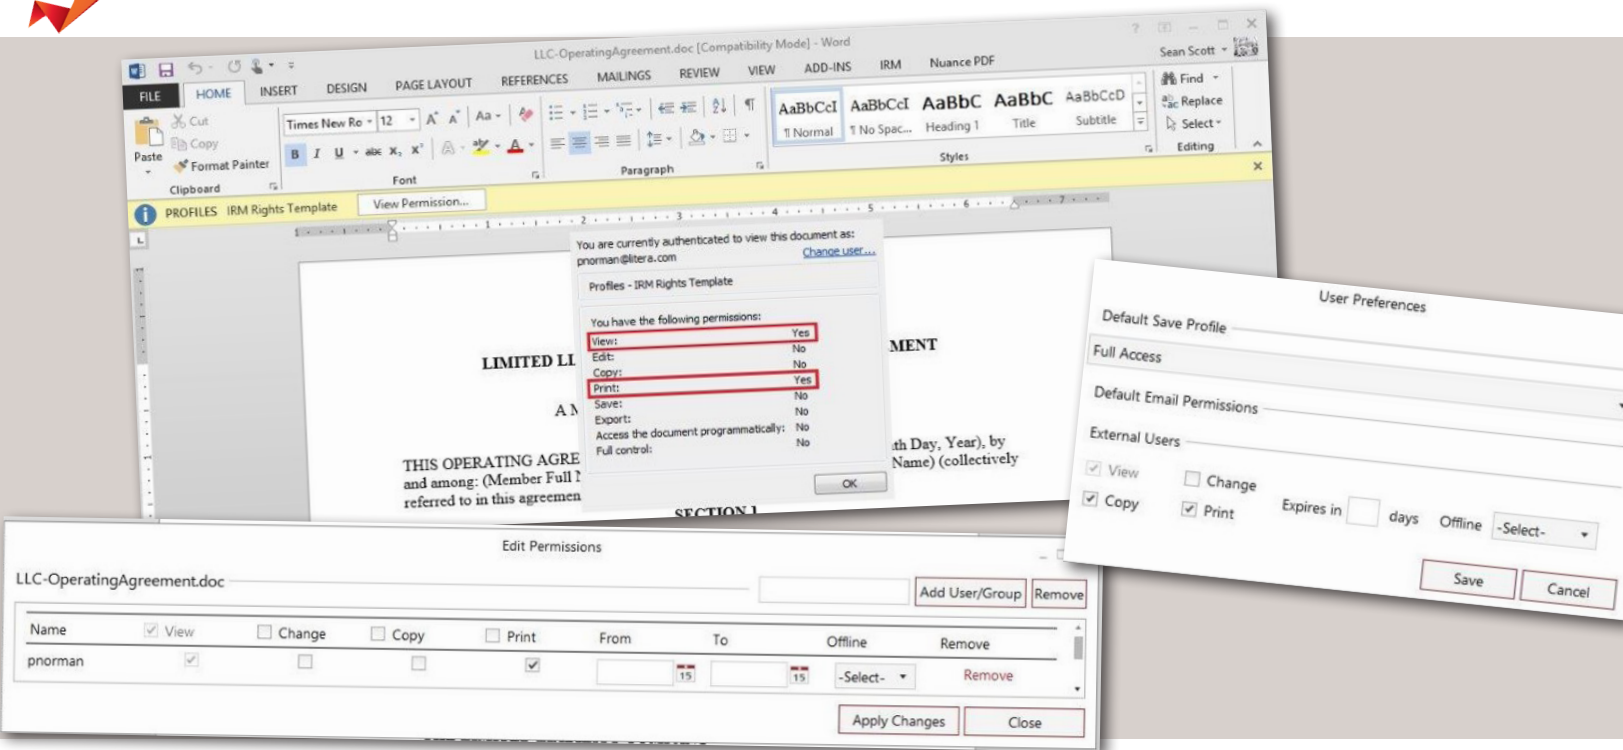 LLC-OperatingAgreement.doc [Compatibility Mode] - Word
Sean Scott
FILE HOME INSERT DESIGN PAGE LAYOUT REFERENCES MAILINGS REVIEW VIEW ADD-INS IRM Nuance PDF
Paste
Cut
Copy
Format Painter
Clipboard
Times New Ro 12
Font
Paragraph
AaBbCcI AaBbCcI AaBbC AaBbC AaBbCcD
¶ Normal ¶ No Spac... Heading 1 Title Subtitle
Styles
Find
Replace
Select
Editing
PROFILES IRM Rights Template View Permission...
1 1 2 3 4 5 6 7
You are currently authenticated to view this document as:
pnorman@litera.com Change user...
Profiles - IRM Rights Template
You have the following permissions:
View: Yes
Edit: No
Copy: No
Print: Yes
Save: No
Export: No
Access the document programmatically: No
Full control: No
OK
LIMITED LL MENT
A M
THIS OPERATING AGRE th Day, Year), by
and among: (Member Full N Name) (collectively
referred to in this agreemen
SECTION 1
User Preferences
Default Save Profile
Full Access
Default Email Permissions
External Users
View Change
Copy Print Expires in days Offline -Select-
Save Cancel
Edit Permissions
LLC-OperatingAgreement.doc Add User/Group Remove
Name View Change Copy Print From To Offline Remove
pnorman 15 15 -Select- Remove
Apply Changes Close